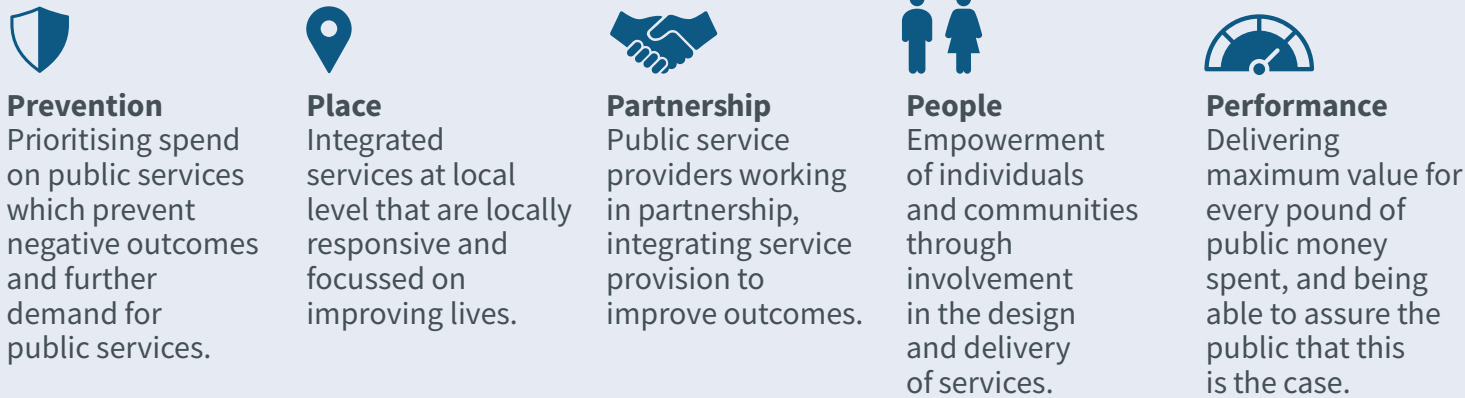 Prevention
Prioritising spend
on public services
which prevent
negative outcomes
and further
demand for
public services.
Place
Integrated
services at local
level that are locally
responsive and
focussed on
improving lives.
Partnership
Public service
providers working
in partnership,
integrating service
provision to
improve outcomes.
People
Empowerment
of individuals
and communities
through
involvement
in the design
and delivery
of services.
Performance
Delivering
maximum value for
every pound of
public money
spent, and being
able to assure the
public that this
is the case.